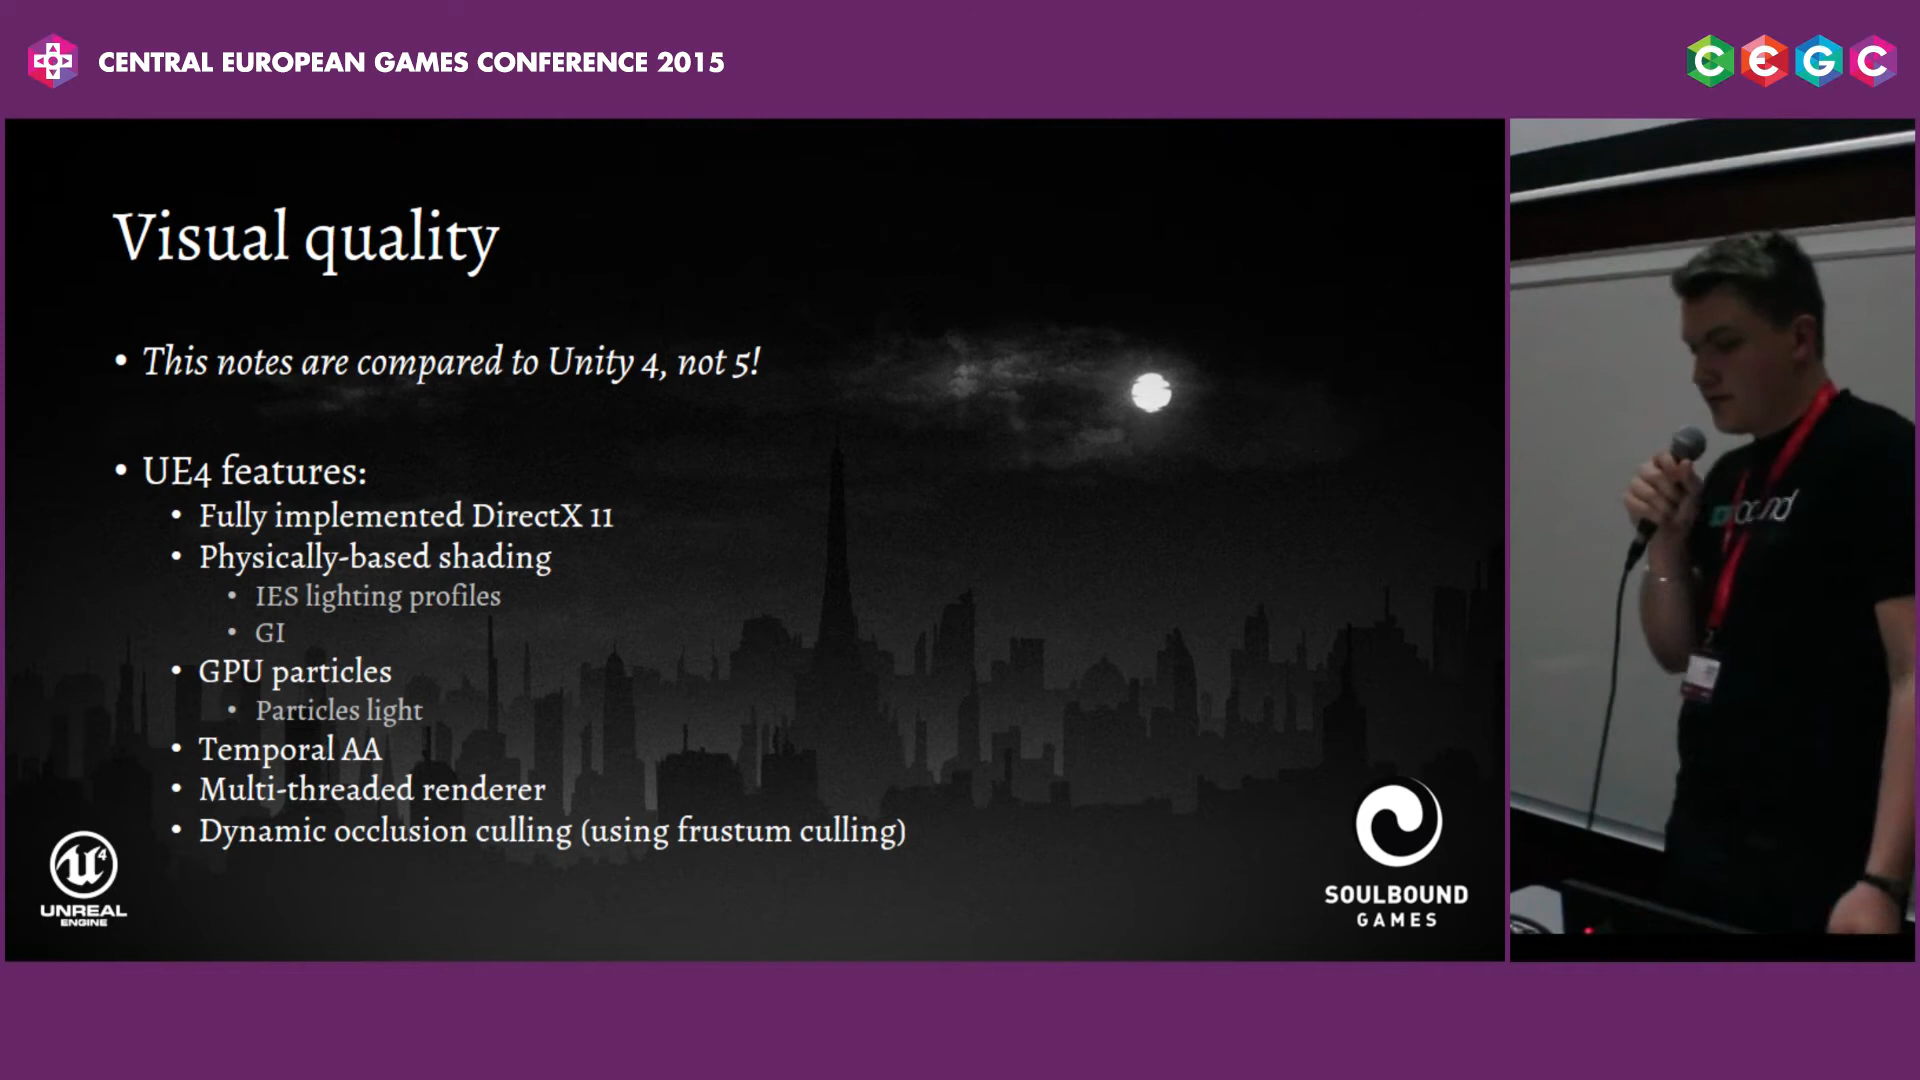 CENTRAL EUROPEAN GAMES CONFERENCE 2015
C E G C
Visual quality
• This notes are compared to Unity 4, not 5!
• UE4 features:
• Fully implemented DirectX 11
• Physically-based shading
• IES lighting profiles
• GI
• GPU particles
• Particles light
• Temporal AA
• Multi-threaded renderer
• Dynamic occlusion culling (using frustum culling)
4
UNREAL
ENGINE
SOULBOUND
GAMES